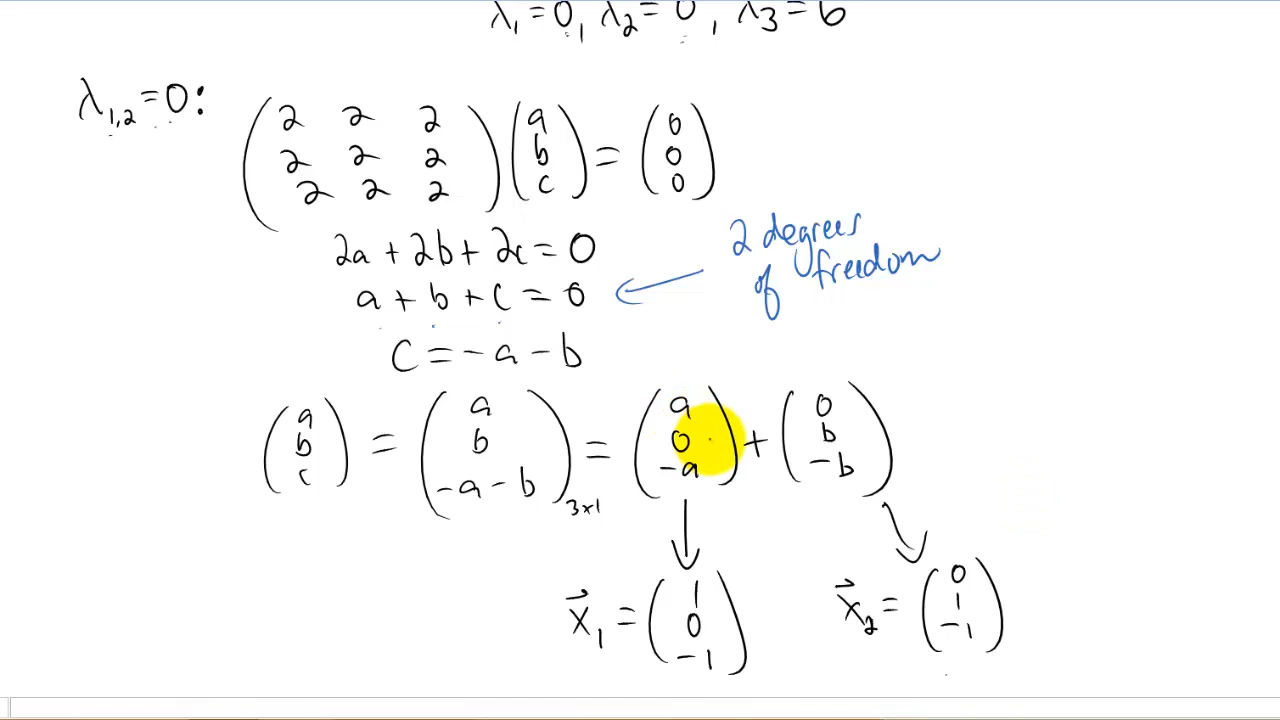 λ₁ = 0, λ₂ = 0, λ₃ = 6
λ₁,₂ = 0:
(2 2 2) (a) = (0)
(2 2 2) (b) (0)
(2 2 2) (c) (0)
2a + 2b + 2c = 0
2 degrees
of freedom
a + b + c = 0
c = -a - b
(a) = (a) = (a) + (0)
(b) (b) (0) (b)
(c) (-a - b)₃ₓ₁ (-a) (-b)
x⃗₁ = (1 0 -1)
x⃗₂ = (0 1 -1)